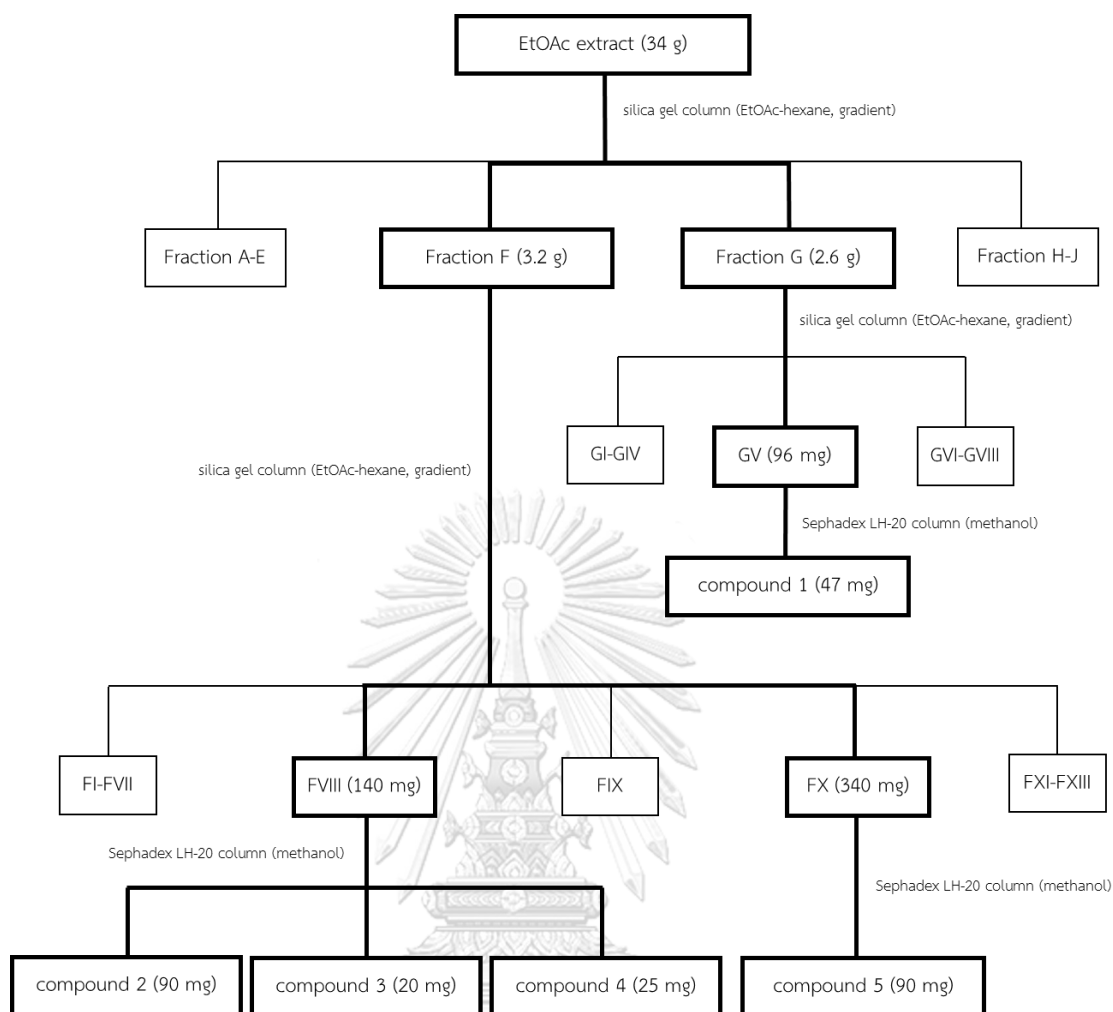 EtOAc extract (34 g)
silica gel column (EtOAc-hexane, gradient)
Fraction A-E
Fraction F (3.2 g)
Fraction G (2.6 g)
Fraction H-J
silica gel column (EtOAc-hexane, gradient)
GI-GIV
GV (96 mg)
GVI-GVIII
silica gel column (EtOAc-hexane, gradient)
Sephadex LH-20 column (methanol)
compound 1 (47 mg)
FI-FVII
FVIII (140 mg)
FIX
FX (340 mg)
FXI-FXIII
Sephadex LH-20 column (methanol)
Sephadex LH-20 column (methanol)
compound 2 (90 mg)
compound 3 (20 mg)
compound 4 (25 mg)
compound 5 (90 mg)